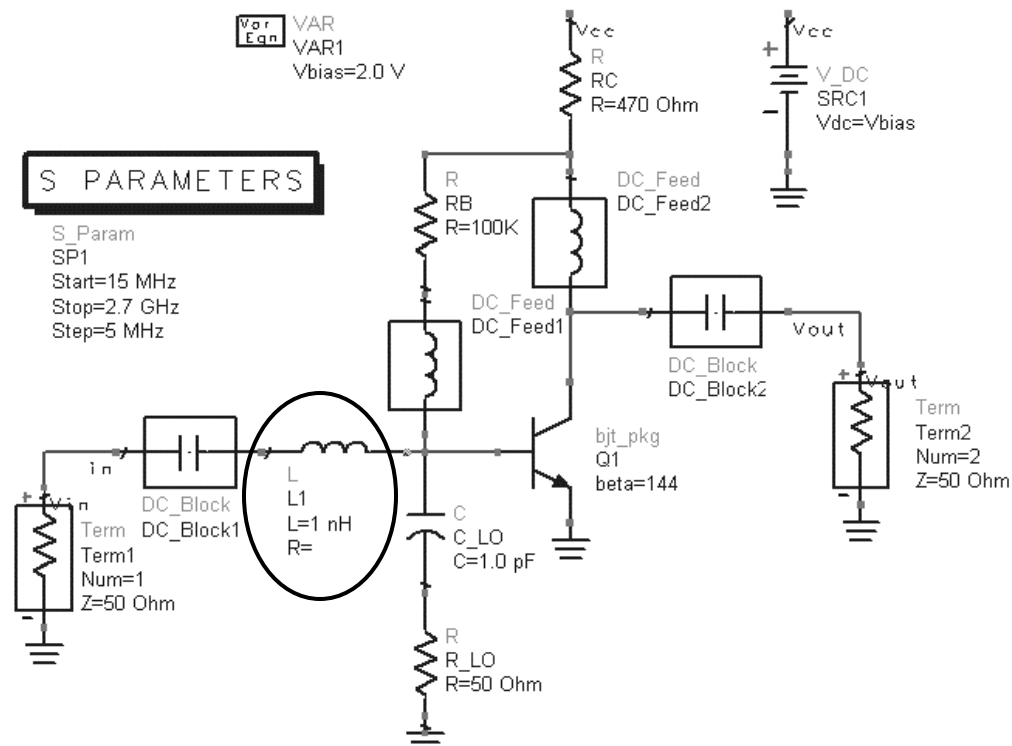 Var
Eqn
VAR
VAR1
Vbias=2.0 V
Vcc
R
RC
R=470 Ohm
Vcc
+
V_DC
SRC1
Vdc=Vbias
-
S PARAMETERS
S_Param
SP1
Start=15 MHz
Stop=2.7 GHz
Step=5 MHz
R
RB
R=100K
DC_Feed
DC_Feed2
DC_Feed
DC_Feed1
DC_Block
DC_Block2
Vout
+
Vout
Term
Term2
Num=2
Z=50 Ohm
-
bjt_pkg
Q1
beta=144
in
DC_Block
DC_Block1
L
L1
L=1 nH
R=
+
Vin
Term
Term1
Num=1
Z=50 Ohm
-
C
C_LO
C=1.0 pF
R
R_LO
R=50 Ohm